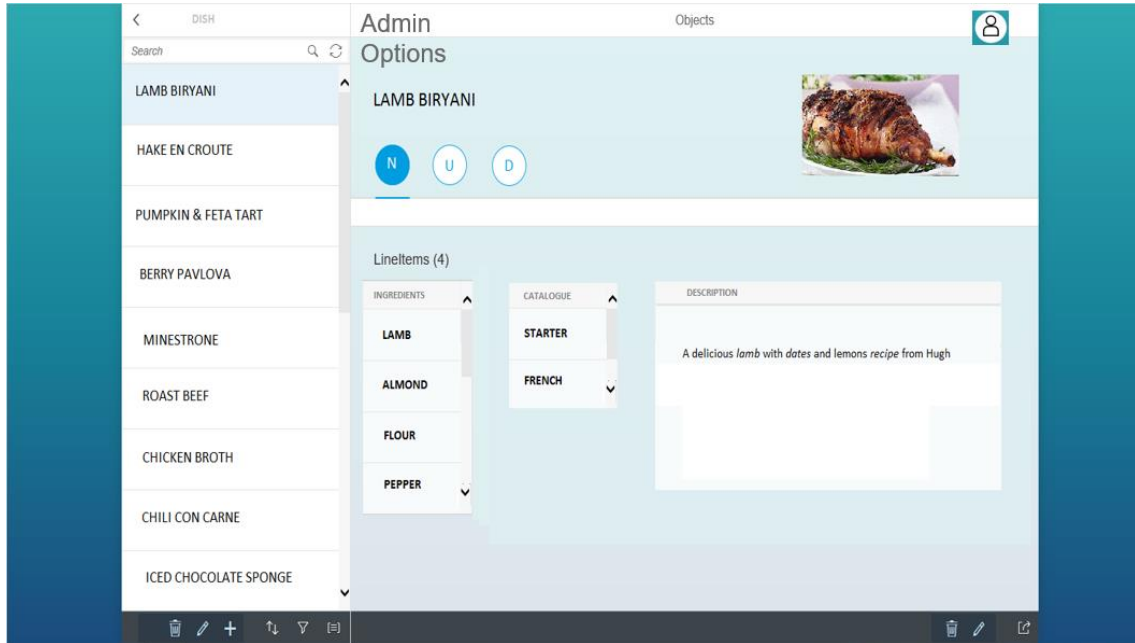 DISH
Search
LAMB BIRYANI
HAKE EN CROUTE
PUMPKIN & FETA TART
BERRY PAVLOVA
MINESTRONE
ROAST BEEF
CHICKEN BROTH
CHILI CON CARNE
ICED CHOCOLATE SPONGE
Admin
Options
Objects
LAMB BIRYANI
N U D
LineItems (4)
INGREDIENTS
LAMB
ALMOND
FLOUR
PEPPER
CATALOGUE
STARTER
FRENCH
DESCRIPTION
A delicious lamb with dates and lemons recipe from Hugh